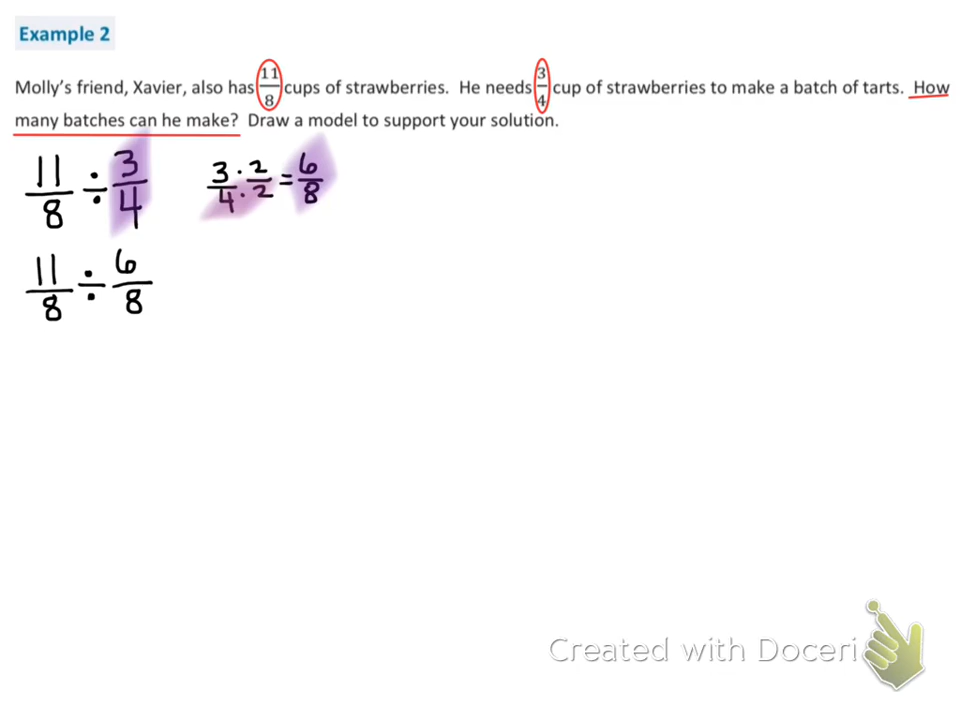 Example 2
Molly's friend, Xavier, also has 11/8 cups of strawberries. He needs 3/4 cup of strawberries to make a batch of tarts. How
many batches can he make? Draw a model to support your solution.
11/8 ÷ 3/4 3/4 · 2/2 = 6/8
11/8 ÷ 6/8
Created with Doceri